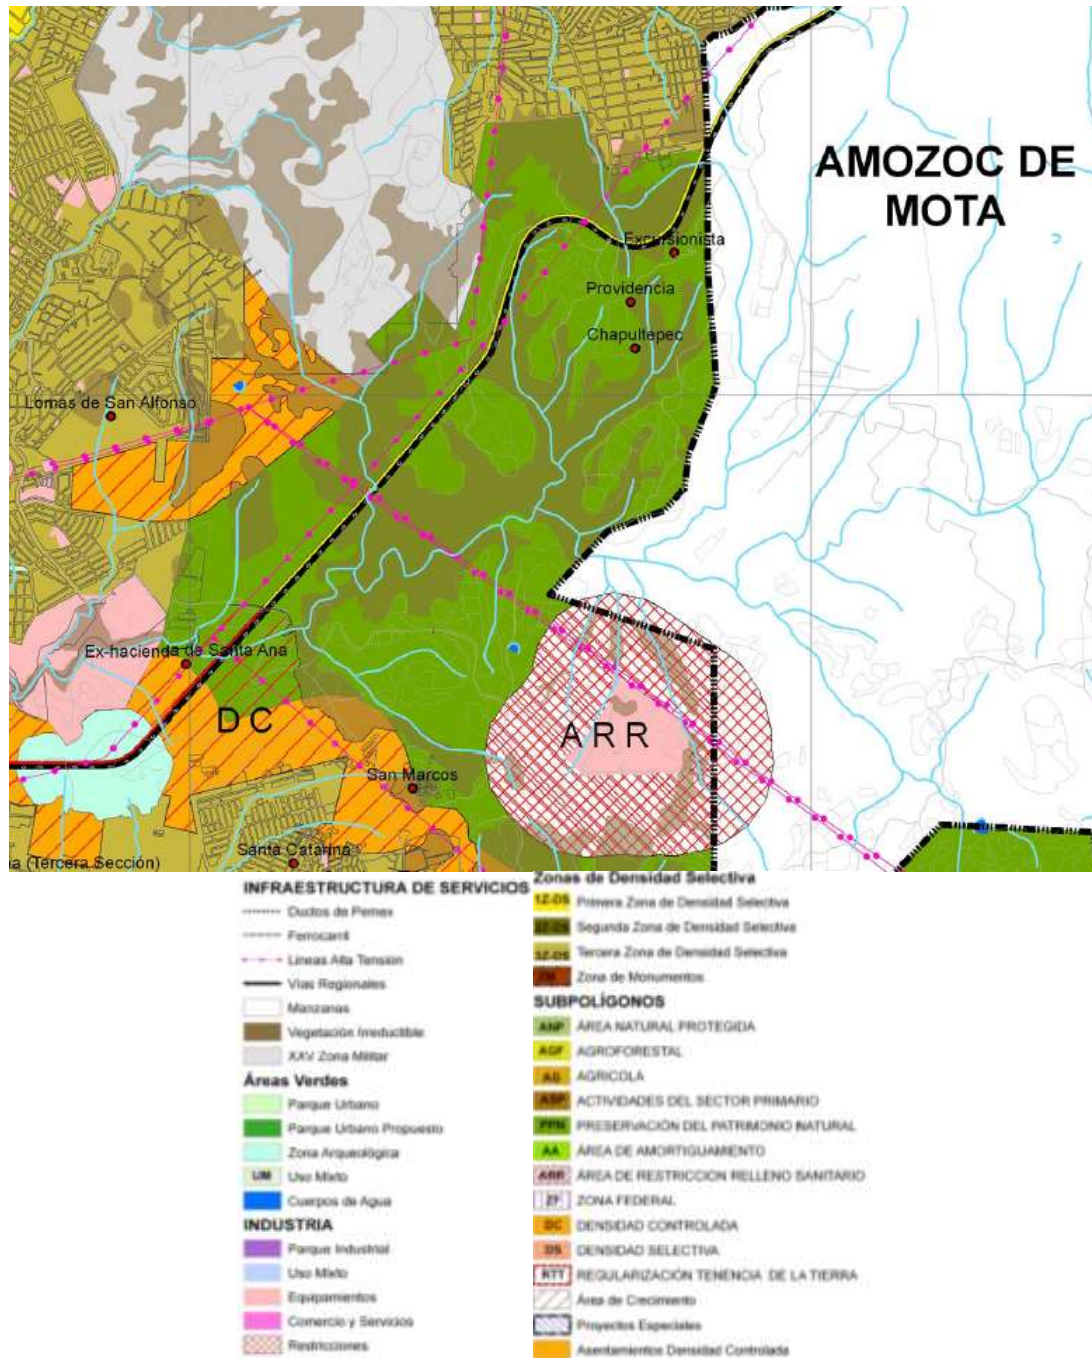 AMOZOC DE
MOTA
Excursionista
Providencia
Chapultepec
Lomas de San Alfonso
Ex-hacienda de Santa Ana
D C
A R R
San Marcos
Santa Catarina
na (Tercera Sección)
INFRAESTRUCTURA DE SERVICIOS
Ductos de Pemex
Ferrocarril
Líneas Alta Tensión
Vías Regionales
Manzanas
Vegetación Irreductible
XXV Zona Militar
Áreas Verdes
Parque Urbano
Parque Urbano Propuesto
Zona Arqueológica
UM Uso Mixto
Cuerpos de Agua
INDUSTRIA
Parque Industrial
Uso Mixto
Equipamientos
Comercio y Servicios
Restricciones
Zonas de Densidad Selectiva
1Z-DS Primera Zona de Densidad Selectiva
2Z-DS Segunda Zona de Densidad Selectiva
3Z-DS Tercera Zona de Densidad Selectiva
ZM Zona de Monumentos
SUBPOLÍGONOS
ANP ÁREA NATURAL PROTEGIDA
AGF AGROFORESTAL
AG AGRICOLA
ASP ACTIVIDADES DEL SECTOR PRIMARIO
PPN PRESERVACIÓN DEL PATRIMONIO NATURAL
AA ÁREA DE AMORTIGUAMIENTO
ARR ÁREA DE RESTRICCION RELLENO SANITARIO
ZF ZONA FEDERAL
DC DENSIDAD CONTROLADA
DS DENSIDAD SELECTIVA
RTT REGULARIZACIÓN TENENCIA DE LA TIERRA
Área de Crecimiento
Proyectos Especiales
Asentamientos Densidad Controlada